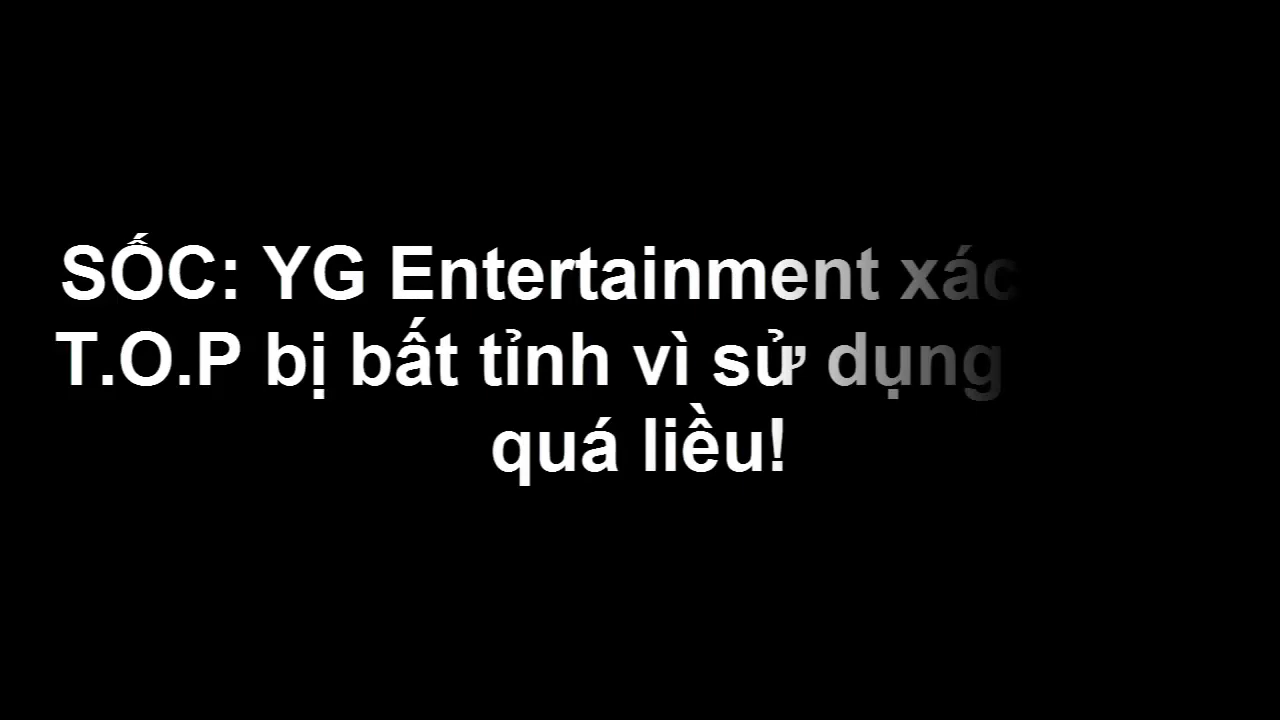 SỐC: YG Entertainment xác
T.O.P bị bất tỉnh vì sử dụng
quá liều!